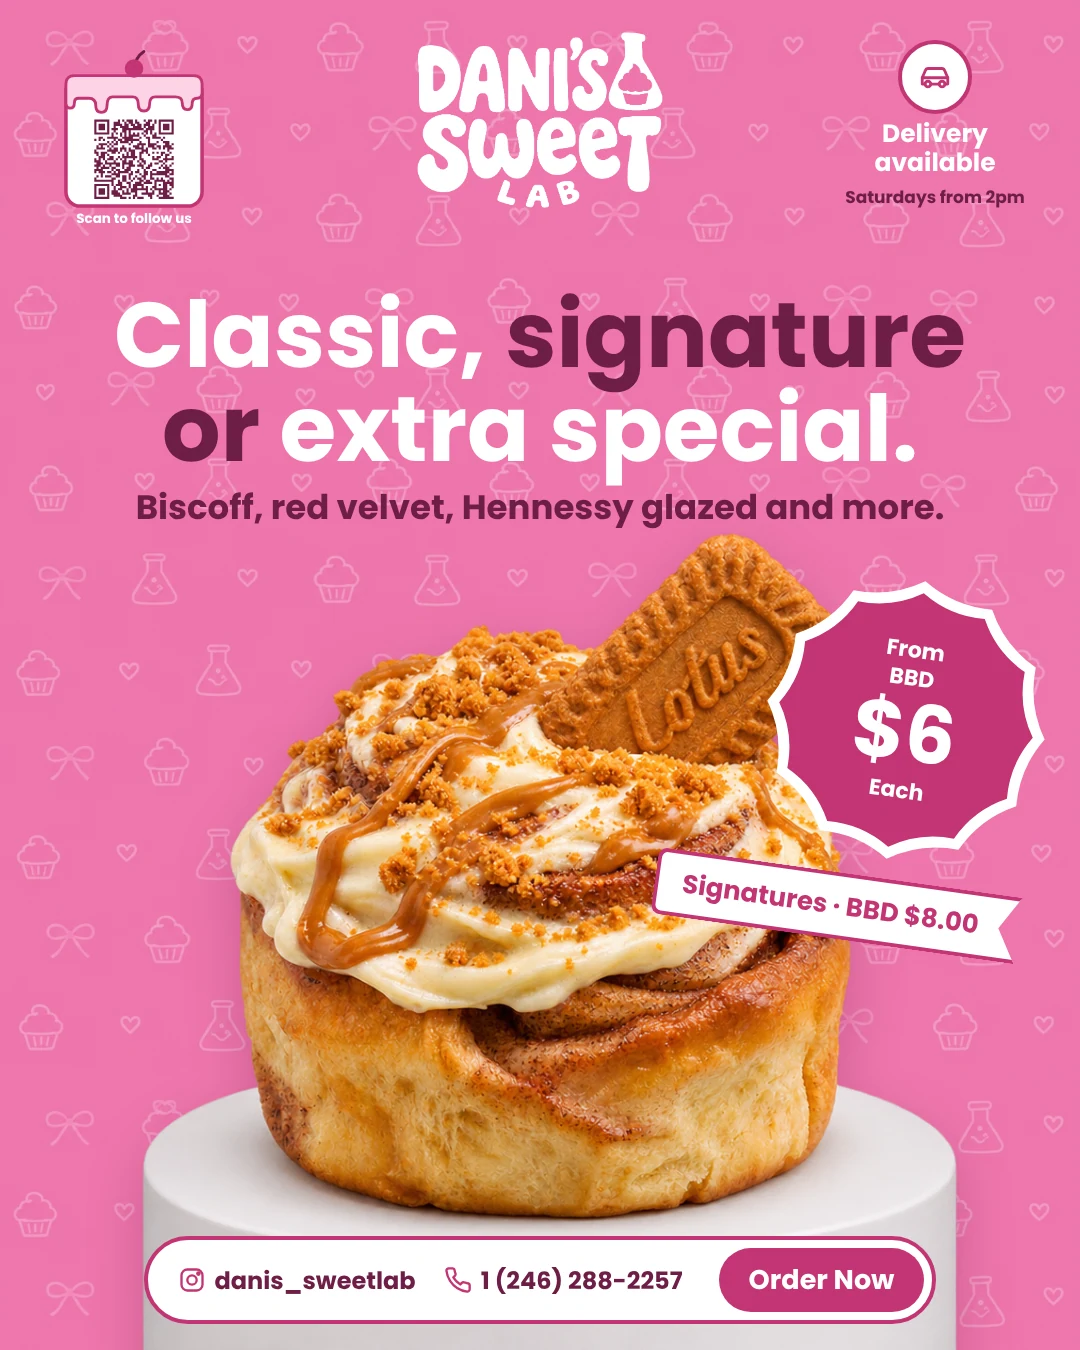 DANI'S
SWEET
LAB
Scan to follow us
Delivery
available
Saturdays from 2pm
Classic, signature
or extra special.
Biscoff, red velvet, Hennessy glazed and more.
Lotus
From
BBD
$6
Each
Signatures · BBD $8.00
danis_sweetlab
1 (246) 288-2257
Order Now